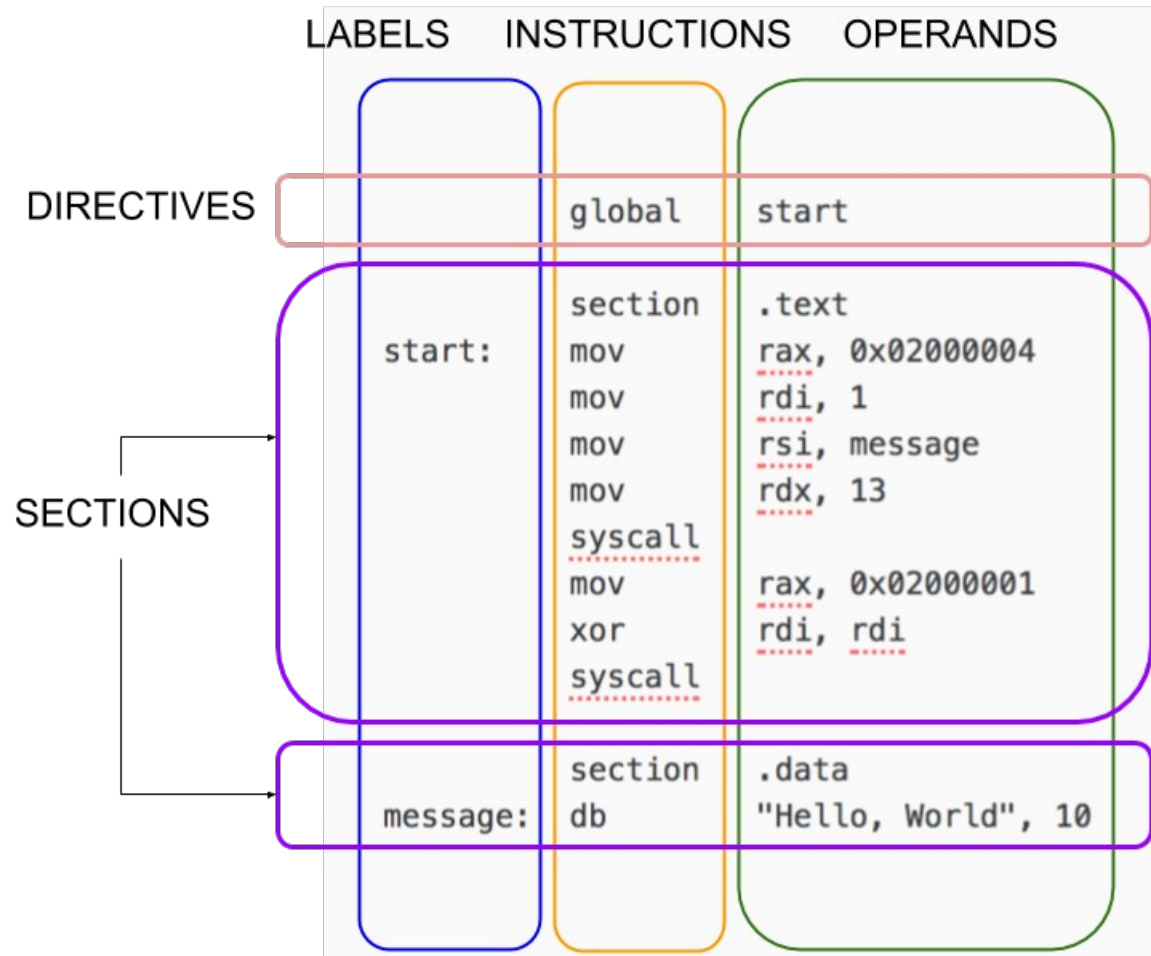 LABELS INSTRUCTIONS OPERANDS
DIRECTIVES
global start
section .text
start: mov rax, 0x02000004
mov rdi, 1
mov rsi, message
mov rdx, 13
SECTIONS
syscall
mov rax, 0x02000001
xor rdi, rdi
syscall
section .data
message: db "Hello, World", 10